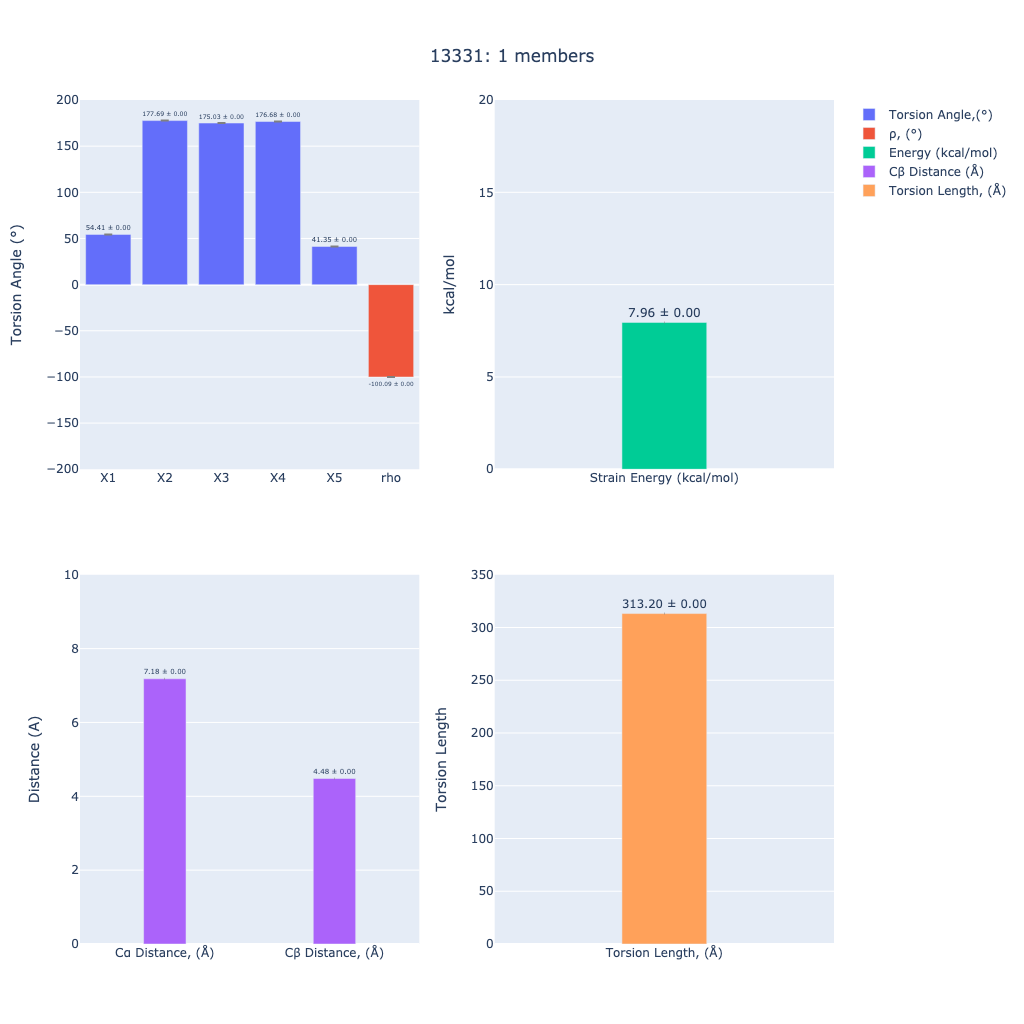 13331: 1 members
200
150
100
50
0
−50
−100
−150
−200
Torsion Angle (°)
54.41 ± 0.00
177.69 ± 0.00
175.03 ± 0.00
176.68 ± 0.00
41.35 ± 0.00
-100.09 ± 0.00
X1 X2 X3 X4 X5 rho
20
15
10
5
0
kcal/mol
7.96 ± 0.00
Strain Energy (kcal/mol)
Torsion Angle,(°)
ρ, (°)
Energy (kcal/mol)
Cβ Distance (Å)
Torsion Length, (Å)
10
8
6
4
2
0
Distance (A)
7.18 ± 0.00
4.48 ± 0.00
Cα Distance, (Å) Cβ Distance, (Å)
350
300
250
200
150
100
50
0
Torsion Length
313.20 ± 0.00
Torsion Length, (Å)